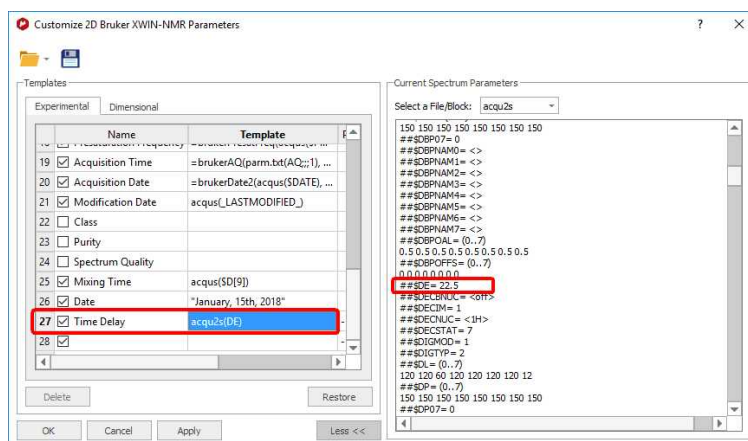 Customize 2D Bruker XWIN-NMR Parameters
? ×
Templates
Experimental Dimensional
Name Template
19 Acquisition Time =brukerAQ(parm.txt(AQ;;;1), ...
20 Acquisition Date =brukerDate2(acqus($DATE), ...
21 Modification Date acqus(_LASTMODIFIED_)
22 Class
23 Purity
24 Spectrum Quality
25 Mixing Time acqus($D[9])
26 Date "January, 15th, 2018"
27 Time Delay acqu2s(DE) -
28 -
Delete Restore
OK Cancel Apply Less <<
Current Spectrum Parameters
Select a File/Block: acqu2s
150 150 150 150 150 150 150 150
##$DBP07= 0
##$DBPNAM0= <>
##$DBPNAM1= <>
##$DBPNAM2= <>
##$DBPNAM3= <>
##$DBPNAM4= <>
##$DBPNAM5= <>
##$DBPNAM6= <>
##$DBPNAM7= <>
##$DBPOAL= (0..7)
0.5 0.5 0.5 0.5 0.5 0.5 0.5 0.5
##$DBPOFFS= (0..7)
0 0 0 0 0 0 0 0
##$DE= 22.5
##$DECBNUC= <off>
##$DECIM= 1
##$DECNUC= <1H>
##$DECSTAT= 7
##$DIGMOD= 1
##$DIGTYP= 2
##$DL= (0..7)
120 120 60 120 120 120 120 12
##$DP= (0..7)
150 150 150 150 150 150 150 150
##$DP07= 0